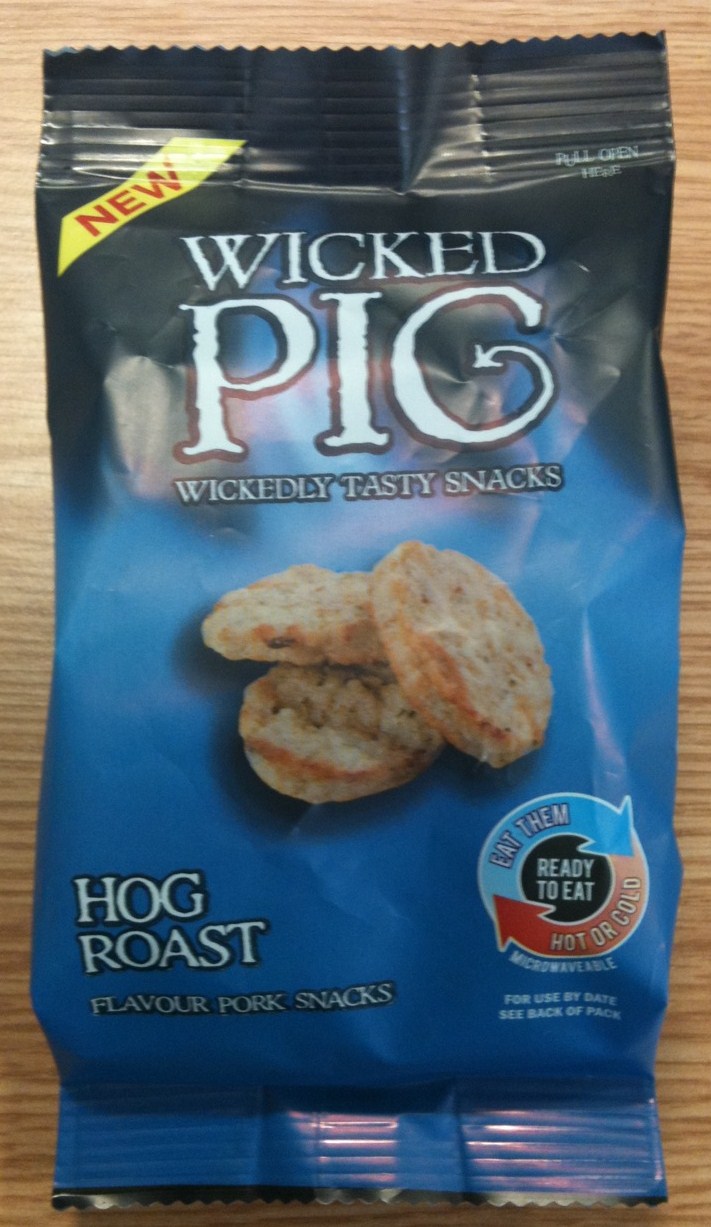 PULL OPEN
HERE
NEW
WICKED
PIG
WICKEDLY TASTY SNACKS
EAT THEM
READY
TO EAT
HOT OR COLD
MICROWAVEABLE
HOG
ROAST
FLAVOUR PORK SNACKS
FOR USE BY DATE
SEE BACK OF PACK